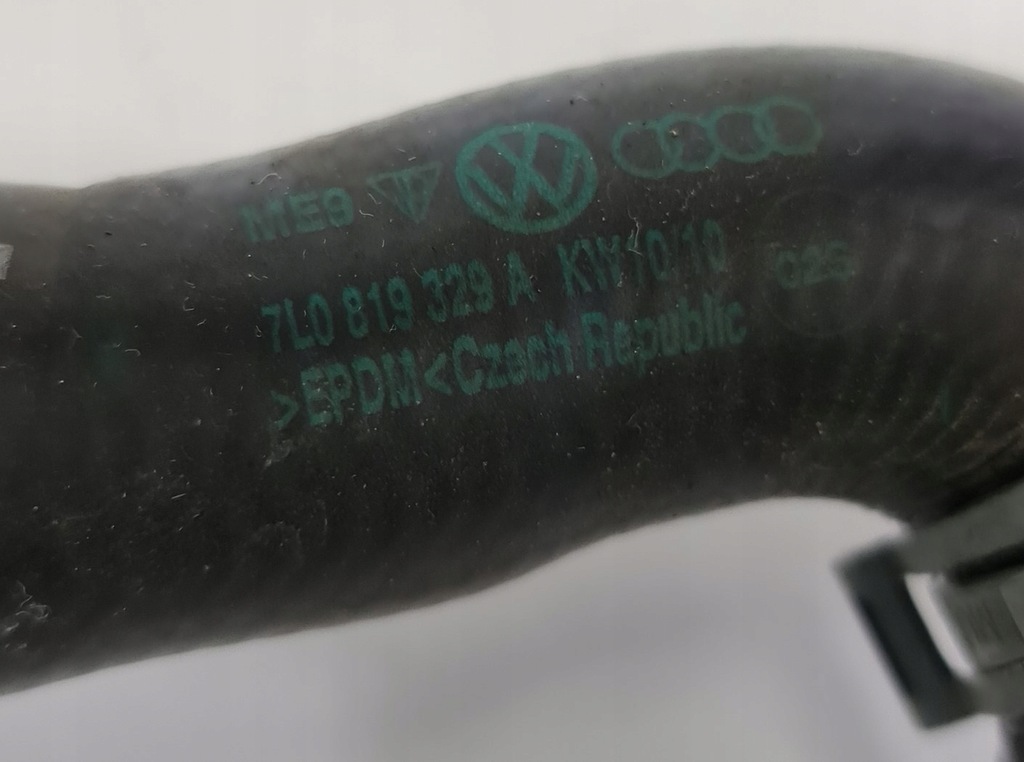 ME9
7L0 819 329 A KW10/10
>EPDM<Czech Republic